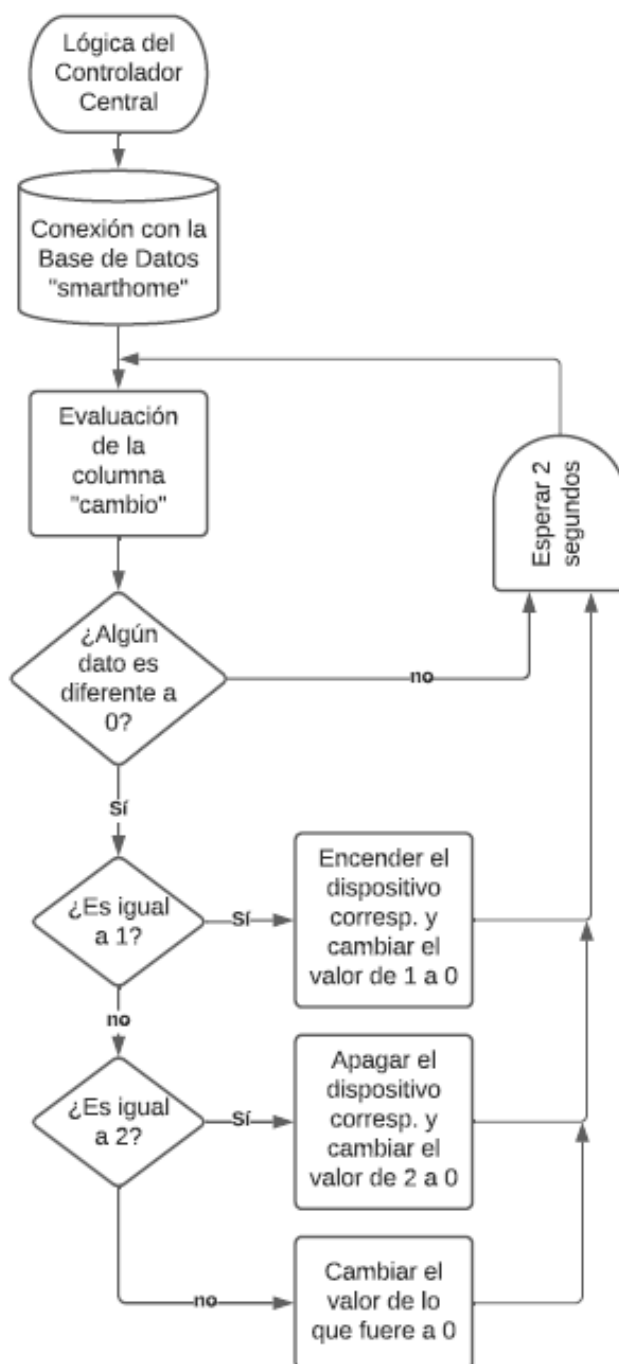 Lógica del
Controlador
Central
Conexión con la
Base de Datos
"smarthome"
Evaluación
de la
columna
"cambio"
Esperar 2
segundos
¿Algún
dato es
diferente a
0?
no
Sí
¿Es igual
a 1?
Sí
Encender el
dispositivo
corresp. y
cambiar el
valor de 1 a 0
no
¿Es igual
a 2?
Sí
Apagar el
dispositivo
corresp. y
cambiar el
valor de 2 a 0
no
Cambiar el
valor de lo
que fuere a 0